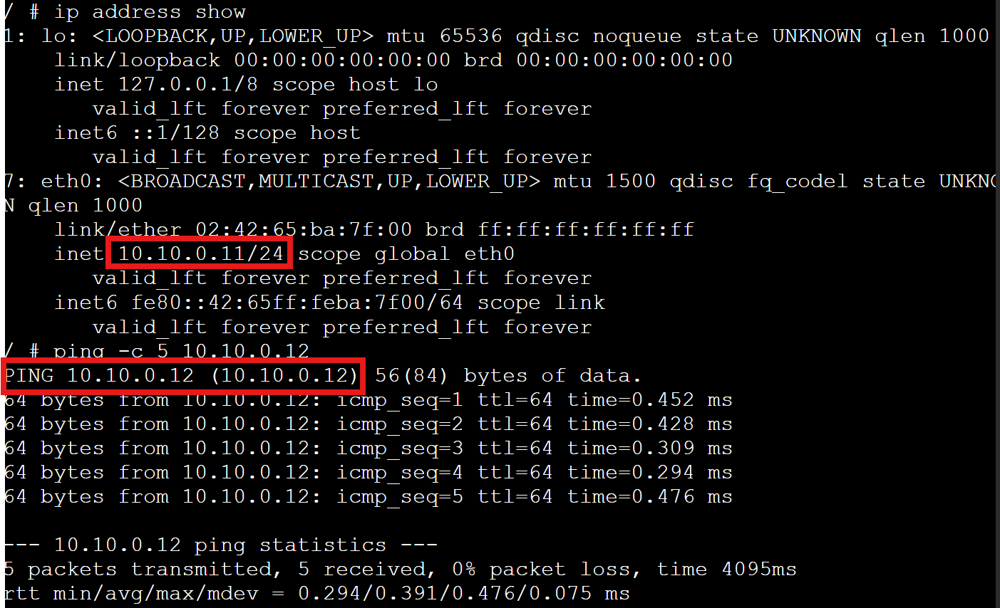 / # ip address show
1: lo: <LOOPBACK,UP,LOWER_UP> mtu 65536 qdisc noqueue state UNKNOWN qlen 1000
    link/loopback 00:00:00:00:00:00 brd 00:00:00:00:00:00
    inet 127.0.0.1/8 scope host lo
       valid_lft forever preferred_lft forever
    inet6 ::1/128 scope host
       valid_lft forever preferred_lft forever
7: eth0: <BROADCAST,MULTICAST,UP,LOWER_UP> mtu 1500 qdisc fq_codel state UNKNO
N qlen 1000
    link/ether 02:42:65:ba:7f:00 brd ff:ff:ff:ff:ff:ff
    inet 10.10.0.11/24 scope global eth0
       valid_lft forever preferred_lft forever
    inet6 fe80::42:65ff:feba:7f00/64 scope link
       valid_lft forever preferred_lft forever
/ # ping -c 5 10.10.0.12
PING 10.10.0.12 (10.10.0.12) 56(84) bytes of data.
64 bytes from 10.10.0.12: icmp_seq=1 ttl=64 time=0.452 ms
64 bytes from 10.10.0.12: icmp_seq=2 ttl=64 time=0.428 ms
64 bytes from 10.10.0.12: icmp_seq=3 ttl=64 time=0.309 ms
64 bytes from 10.10.0.12: icmp_seq=4 ttl=64 time=0.294 ms
64 bytes from 10.10.0.12: icmp_seq=5 ttl=64 time=0.476 ms

--- 10.10.0.12 ping statistics ---
5 packets transmitted, 5 received, 0% packet loss, time 4095ms
rtt min/avg/max/mdev = 0.294/0.391/0.476/0.075 ms